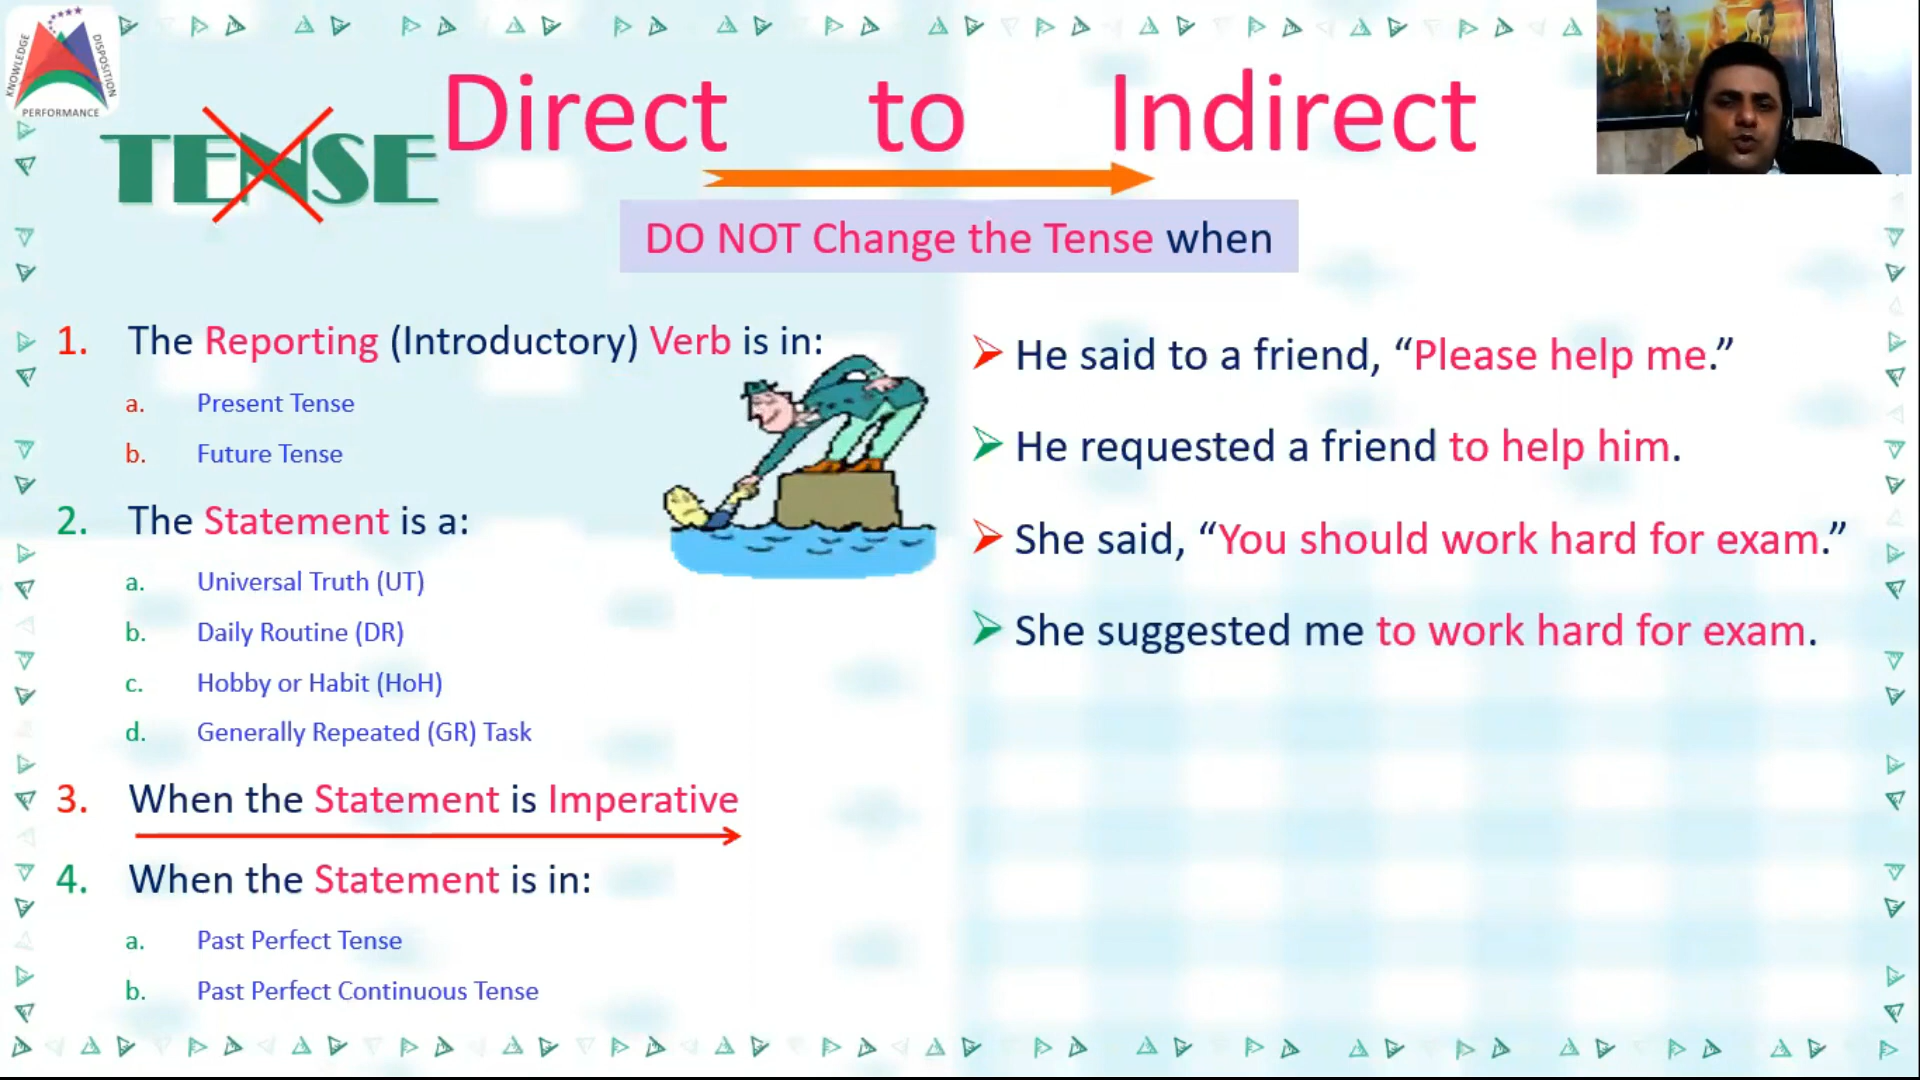 KNOWLEDGE
DISPOSITION
PERFORMANCE
TENSE
Direct to Indirect
DO NOT Change the Tense when
1. The Reporting (Introductory) Verb is in:
a. Present Tense
b. Future Tense
2. The Statement is a:
a. Universal Truth (UT)
b. Daily Routine (DR)
c. Hobby or Habit (HoH)
d. Generally Repeated (GR) Task
3. When the Statement is Imperative
4. When the Statement is in:
a. Past Perfect Tense
b. Past Perfect Continuous Tense
He said to a friend, “Please help me.”
He requested a friend to help him.
She said, “You should work hard for exam.”
She suggested me to work hard for exam.